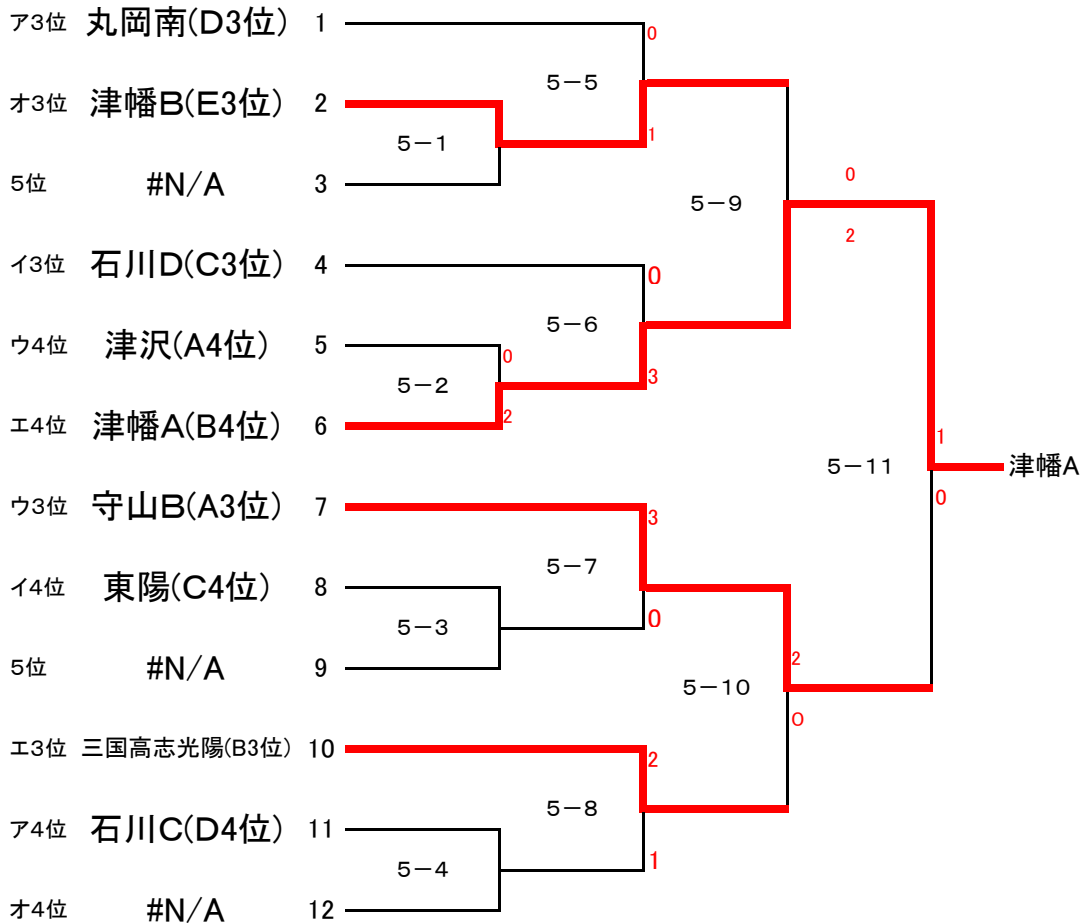 ア3位 丸岡南(D3位) 1
0
5-5
オ3位 津幡B(E3位) 2
1
5-1
5位 #N/A 3
0
5-9
2
イ3位 石川D(C3位) 4
0
5-6
ウ4位 津沢(A4位) 5
0
3
5-2
2
エ4位 津幡A(B4位) 6
1
5-11 津幡A
0
ウ3位 守山B(A3位) 7
3
5-7
イ4位 東陽(C4位) 8
0
5-3
2
5位 #N/A 9
5-10
0
エ3位 三国高志光陽(B3位) 10
2
5-8
ア4位 石川C(D4位) 11
1
5-4
オ4位 #N/A 12